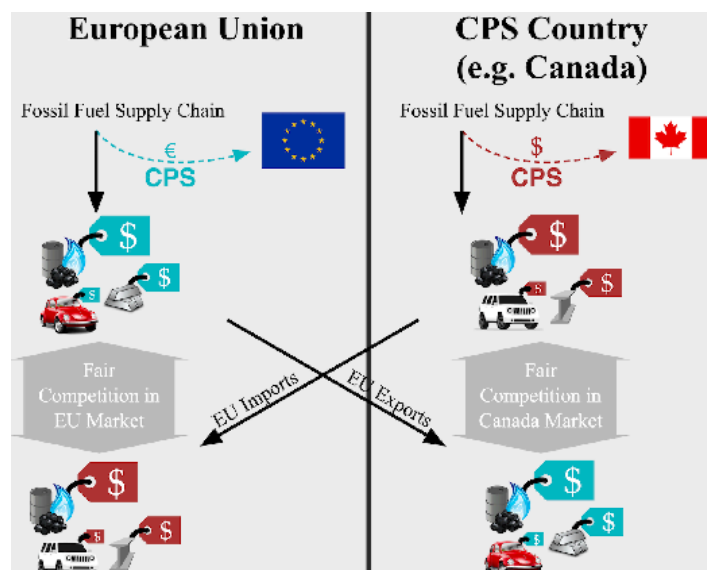 European Union
Fossil Fuel Supply Chain
€
CPS
$
$
$
Fair
Competition in
EU Market
$
$
$
EU Imports
EU Exports
CPS Country
(e.g. Canada)
Fossil Fuel Supply Chain
$
CPS
$
$
$
Fair
Competition in
Canada Market
$
$
$